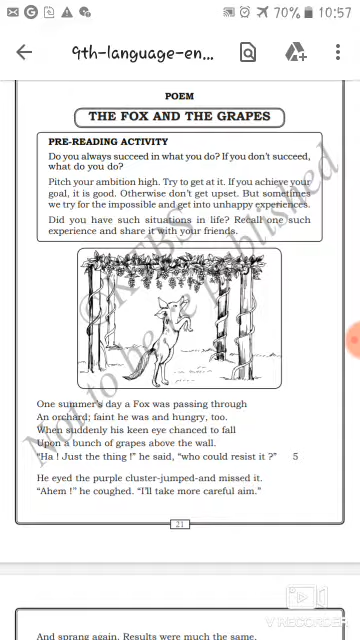 70% 10:57
9th-language-en...
POEM
THE FOX AND THE GRAPES
PRE-READING ACTIVITY
Do you always succeed in what you do? If you don't succeed,
what do you do?
Pitch your ambition high. Try to get at it. If you achieve your
goal, it is good. Otherwise don't get upset. But sometimes
we try for the impossible and get into unhappy experiences.
Did you have such situations in life? Recall one such
experience and share it with your friends.
©KTBS
Not to be republished
One summer's day a Fox was passing through
An orchard; faint he was and hungry, too.
When suddenly his keen eye chanced to fall
Upon a bunch of grapes above the wall.
"Ha ! Just the thing !" he said, "who could resist it ?" 5
He eyed the purple cluster-jumped-and missed it.
"Ahem !" he coughed. "I'll take more careful aim."
21
V RECORDER
And sprang again. Results were much the same.